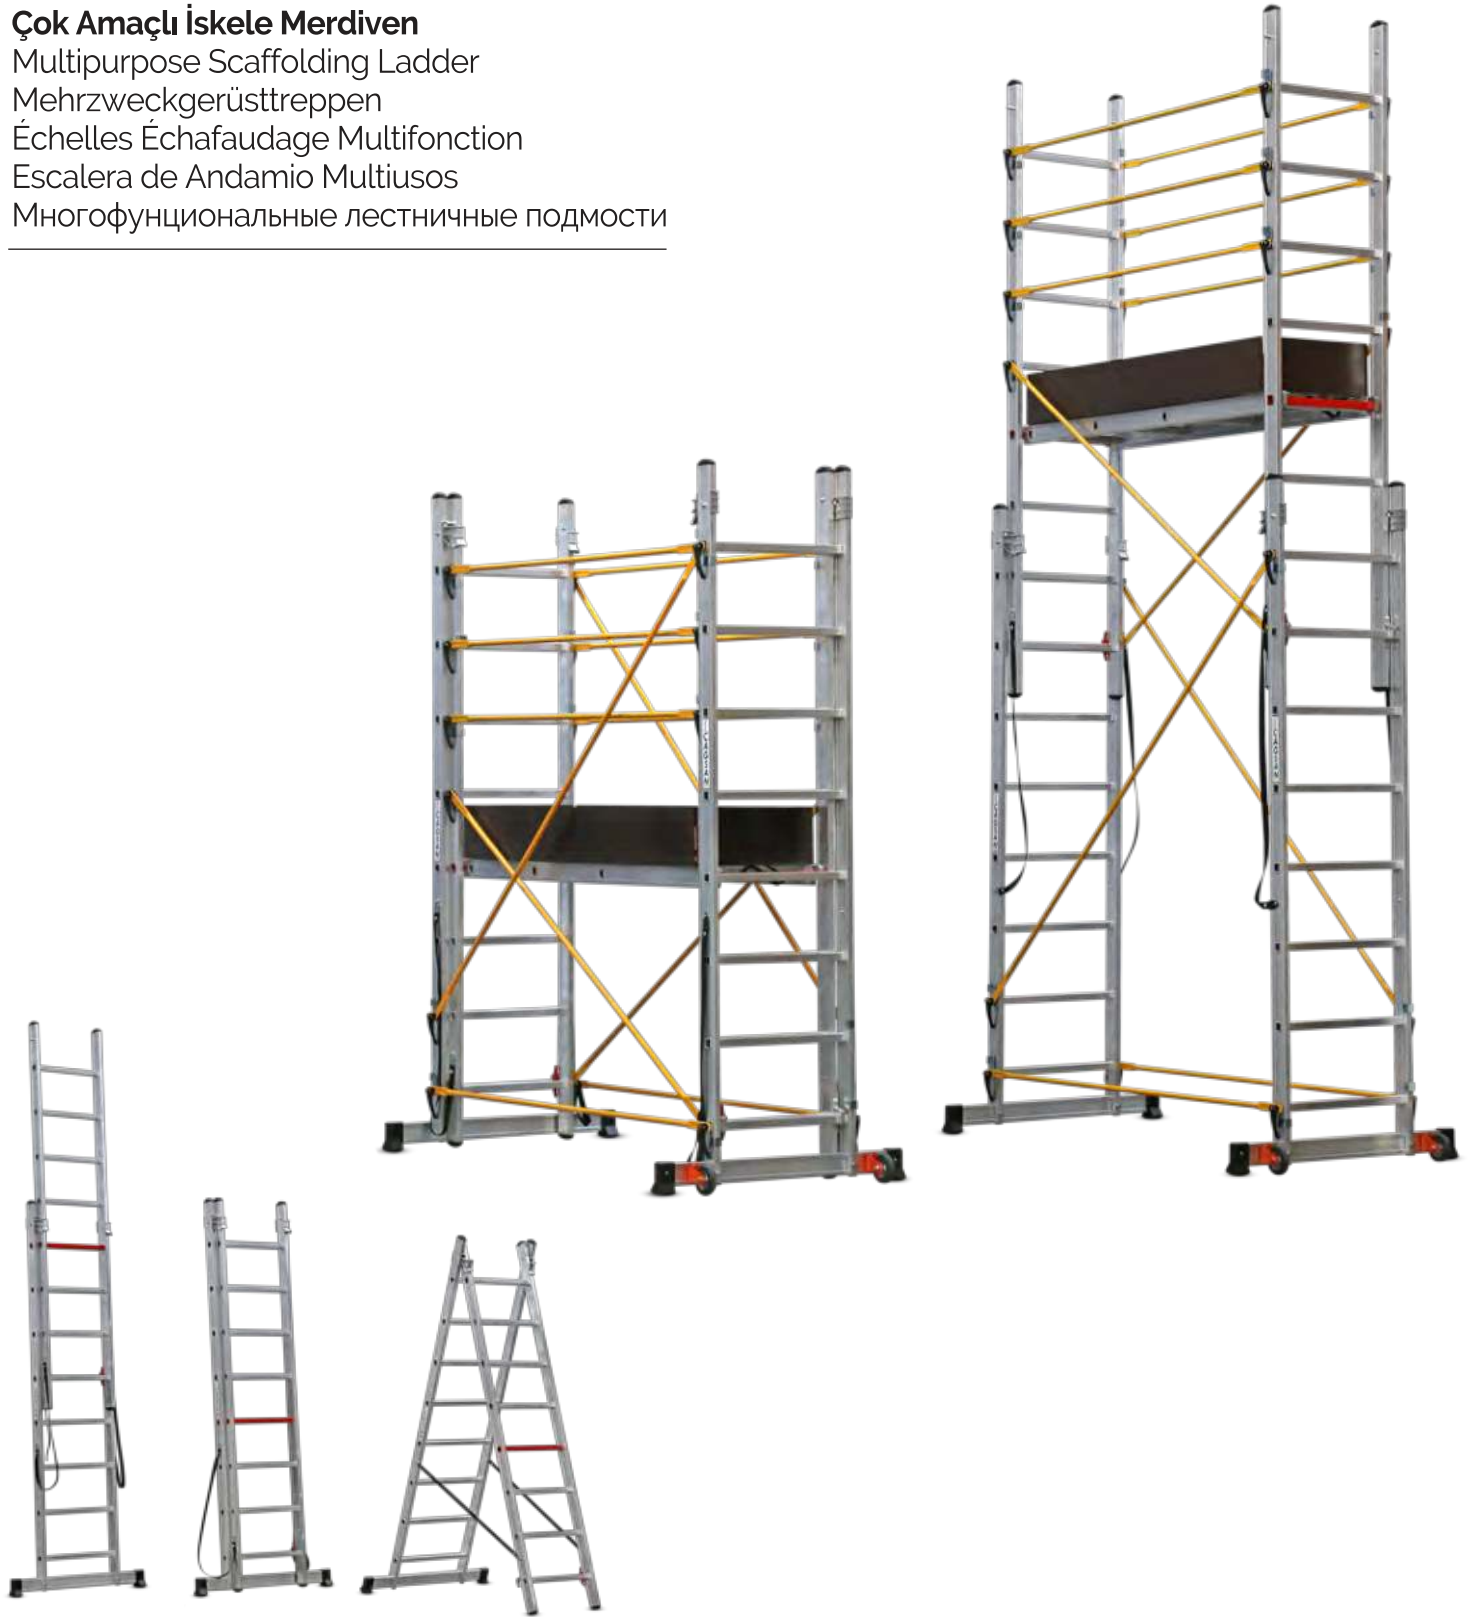 Çok Amaçlı İskele Merdiven
Multipurpose Scaffolding Ladder
Mehrzweckgerüsttreppen
Échelles Échafaudage Multifonction
Escalera de Andamio Multiusos
Многофунциональные лестничные подмости